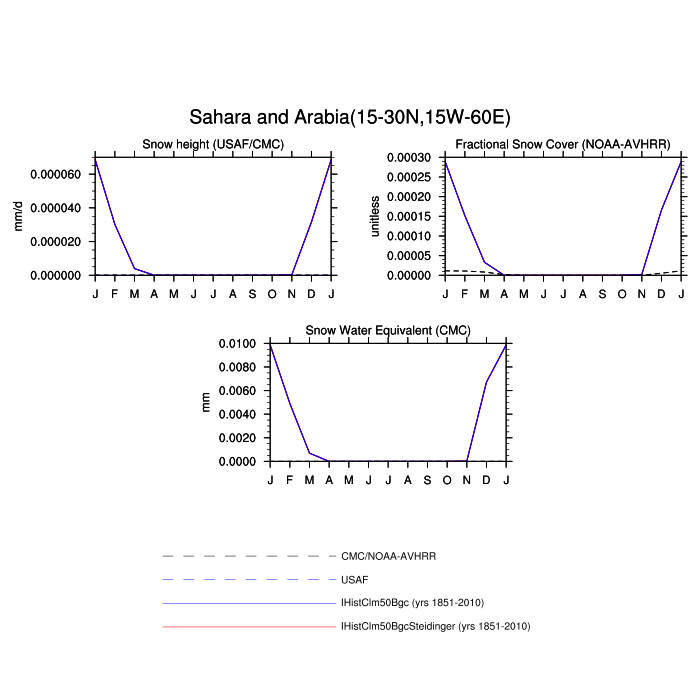 Sahara and Arabia(15-30N,15W-60E)
Snow height (USAF/CMC)
mm/d
0.000060
0.000040
0.000020
0.000000
J F M A M J J A S O N D J
Fractional Snow Cover (NOAA-AVHRR)
unitless
0.00030
0.00025
0.00020
0.00015
0.00010
0.00005
0.00000
J F M A M J J A S O N D J
Snow Water Equivalent (CMC)
mm
0.0100
0.0080
0.0060
0.0040
0.0020
0.0000
J F M A M J J A S O N D J
CMC/NOAA-AVHRR
USAF
IHistClm50Bgc (yrs 1851-2010)
IHistClm50BgcSteidinger (yrs 1851-2010)